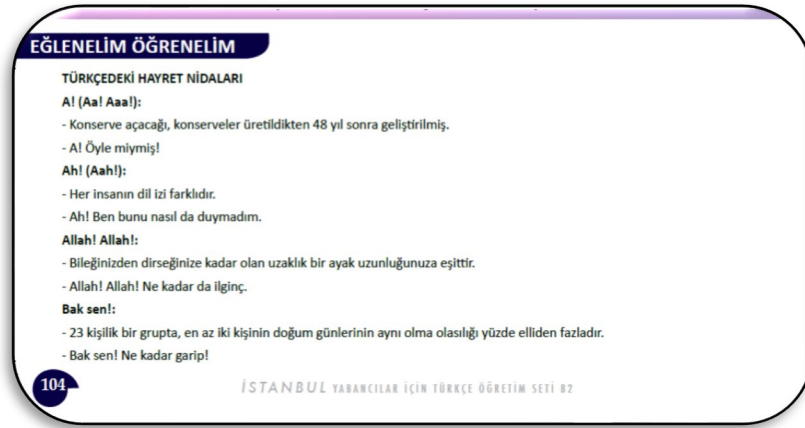 EĞLENELİM ÖĞRENELİM
TÜRKÇEDEKİ HAYRET NİDALARI
A! (Aa! Aaa!):
- Konserve açacağı, konserveler üretildikten 48 yıl sonra geliştirilmiş.
- A! Öyle miymiş!
Ah! (Aah!):
- Her insanın dil izi farklıdır.
- Ah! Ben bunu nasıl da duymadım.
Allah! Allah!:
- Bileğinizden dirseğinize kadar olan uzaklık bir ayak uzunluğunuza eşittir.
- Allah! Allah! Ne kadar da ilginç.
Bak sen!:
- 23 kişilik bir grupta, en az iki kişinin doğum günlerinin aynı olma olasılığı yüzde elliden fazladır.
- Bak sen! Ne kadar garip!
104
İSTANBUL YABANCILAR İÇİN TÜRKÇE ÖĞRETİM SETİ B2